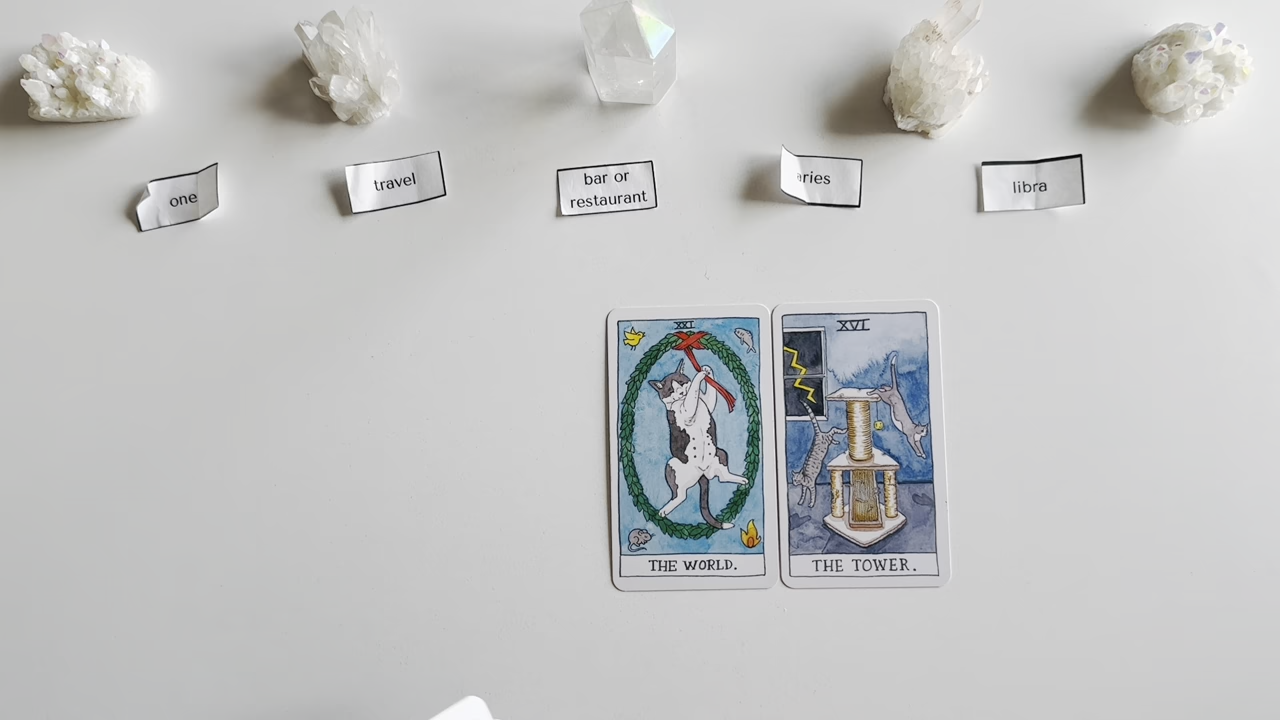 one
travel
bar or
restaurant
aries
libra
XXI
THE WORLD.
XVI
THE TOWER.